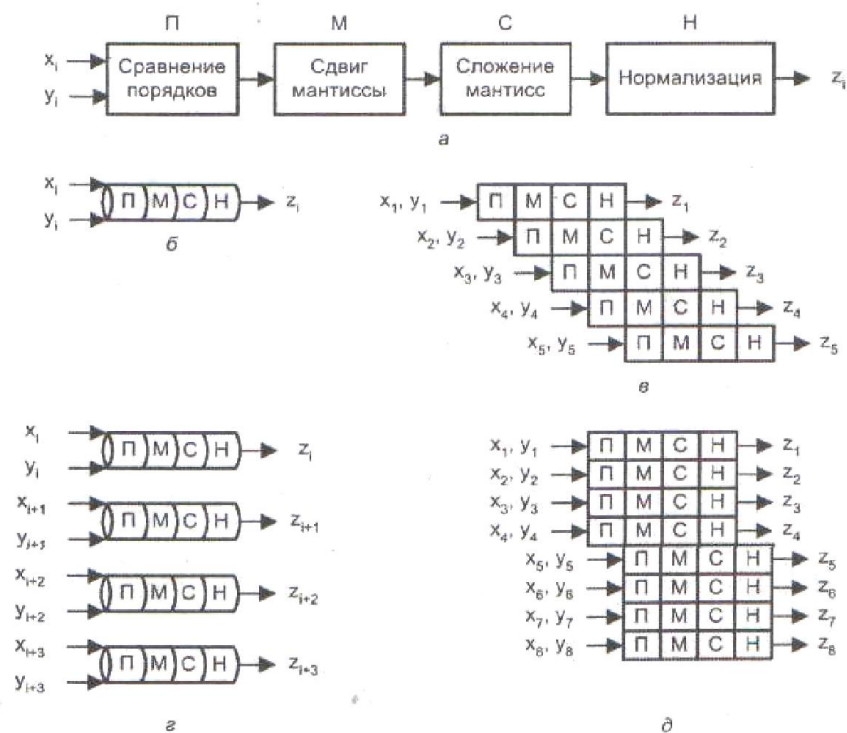 П М С Н
xᵢ
yᵢ
Сравнение порядков
Сдвиг мантиссы
Сложение мантисс
Нормализация
zᵢ
а
xᵢ
yᵢ
П М С Н
zᵢ
б
x₁, y₁ П М С Н z₁
x₂, y₂ П М С Н z₂
x₃, y₃ П М С Н z₃
x₄, y₄ П М С Н z₄
x₅, y₅ П М С Н z₅
в
xᵢ
yᵢ
П М С Н
zᵢ
xᵢ₊₁
yᵢ₊₁
П М С Н
zᵢ₊₁
xᵢ₊₂
yᵢ₊₂
П М С Н
zᵢ₊₂
xᵢ₊₃
yᵢ₊₃
П М С Н
zᵢ₊₃
г
x₁, y₁ П М С Н z₁
x₂, y₂ П М С Н z₂
x₃, y₃ П М С Н z₃
x₄, y₄ П М С Н z₄
x₅, y₅ П М С Н z₅
x₆, y₆ П М С Н z₆
x₇, y₇ П М С Н z₇
x₈, y₈ П М С Н z₈
д